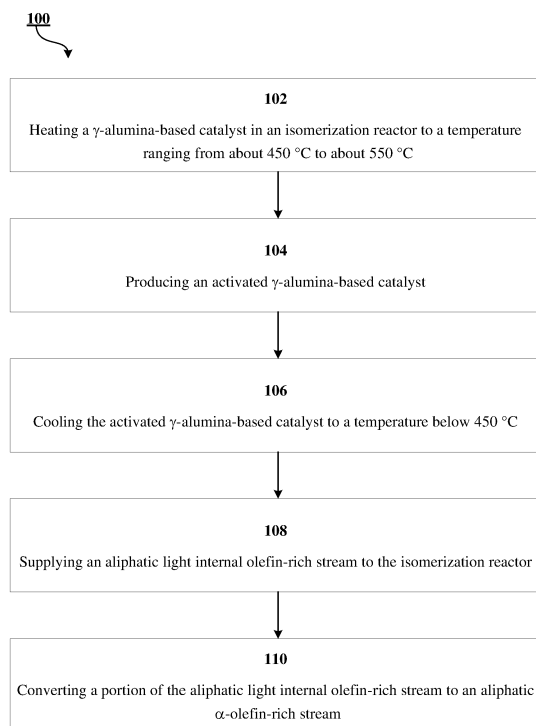 100
102
Heating a γ-alumina-based catalyst in an isomerization reactor to a temperature
ranging from about 450 °C to about 550 °C
104
Producing an activated γ-alumina-based catalyst
106
Cooling the activated γ-alumina-based catalyst to a temperature below 450 °C
108
Supplying an aliphatic light internal olefin-rich stream to the isomerization reactor
110
Converting a portion of the aliphatic light internal olefin-rich stream to an aliphatic
α-olefin-rich stream